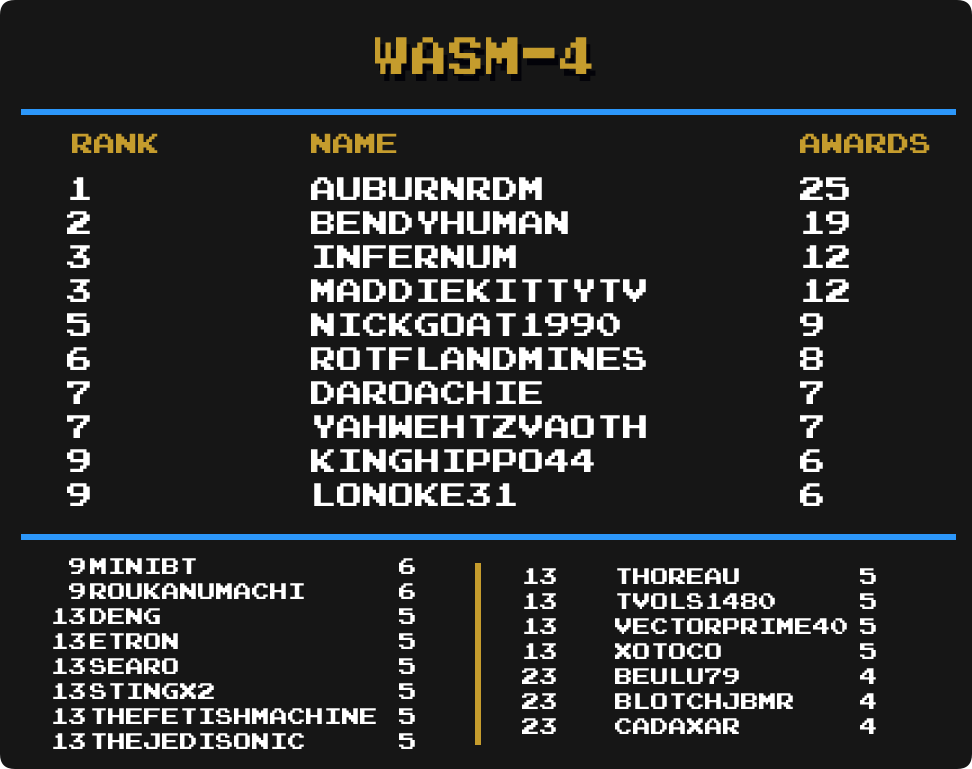 WASM-4
RANK NAME AWARDS
1 AUBURNRDM 25
2 BENDYHUMAN 19
3 INFERNUM 12
3 MADDIEKITTYTV 12
5 NICKGOAT1990 9
6 ROTFLANDMINES 8
7 DAROACHIE 7
7 YAHWEHTZVAOTH 7
9 KINGHIPPO44 6
9 LONOKE31 6
9 MINIBT 6
9 ROUKANUMACHI 6
13 DENG 5
13 ETRON 5
13 SEARO 5
13 STINGX2 5
13 THEFETISHMACHINE 5
13 THEJEDISONIC 5
13 THOREAU 5
13 TVOLS1480 5
13 VECTORPRIME40 5
13 XOTOCO 5
23 BEULU79 4
23 BLOTCHJBMR 4
23 CADAXAR 4